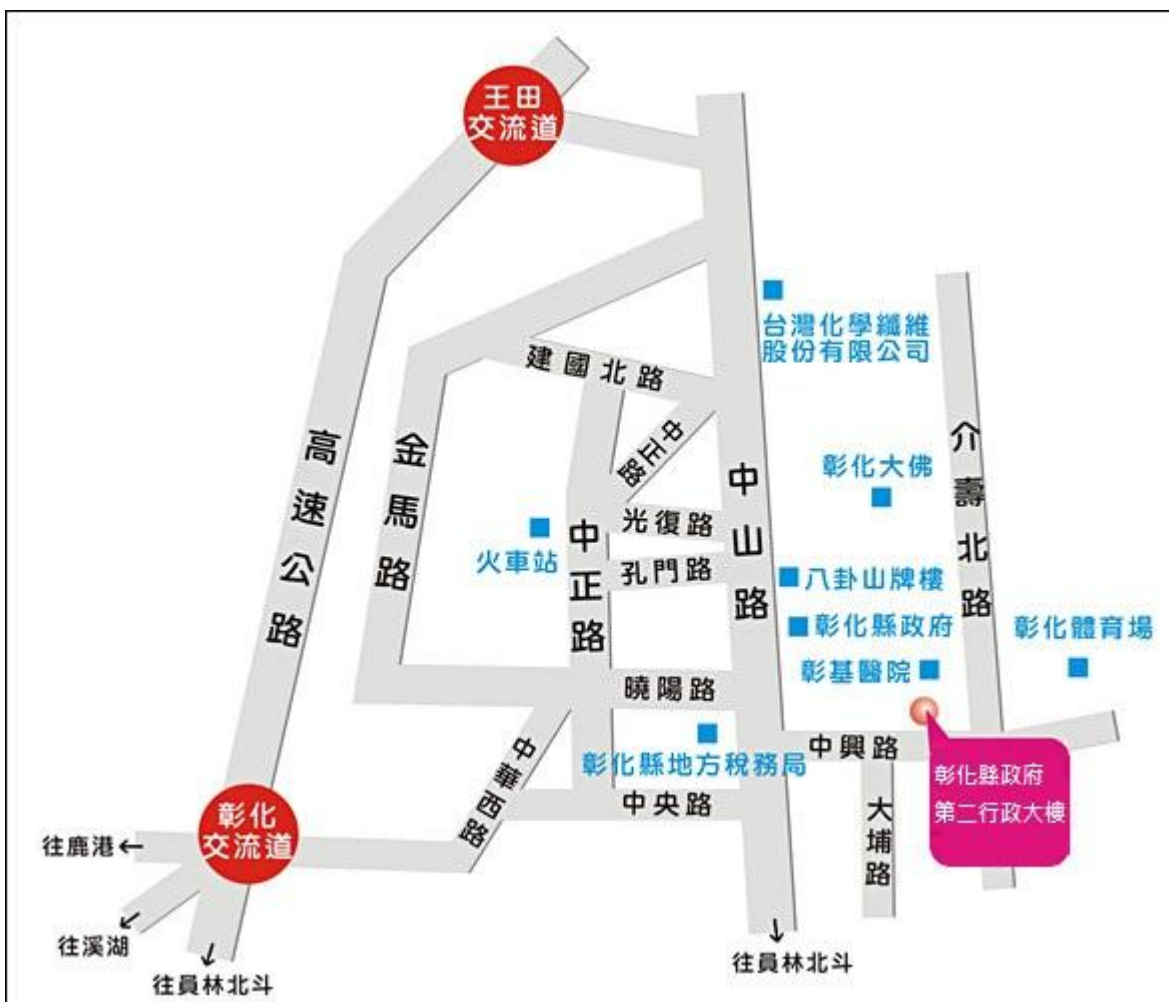 王田
交流道
台灣化學纖維
股份有限公司
建國北路
中正路
介壽北路
高速公路
金馬路
彰化大佛
中山路
火車站
中正路
光復路
孔門路
八卦山牌樓
彰化縣政府
彰化體育場
彰基醫院
曉陽路
中興路
彰化縣地方稅務局
中華西路
中央路
彰化縣政府
第二行政大樓
大埔路
彰化
交流道
往鹿港←
往溪湖
往員林北斗
往員林北斗